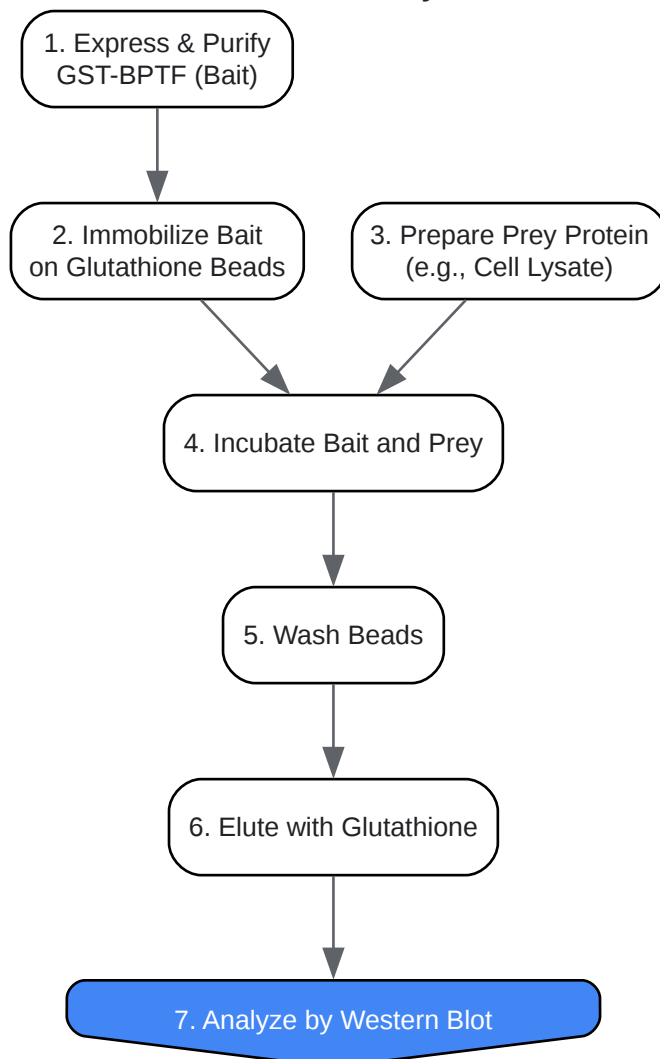 1. Express & Purify
GST-BPTF (Bait)
2. Immobilize Bait
on Glutathione Beads
3. Prepare Prey Protein
(e.g., Cell Lysate)
4. Incubate Bait and Prey
5. Wash Beads
6. Elute with Glutathione
7. Analyze by Western Blot